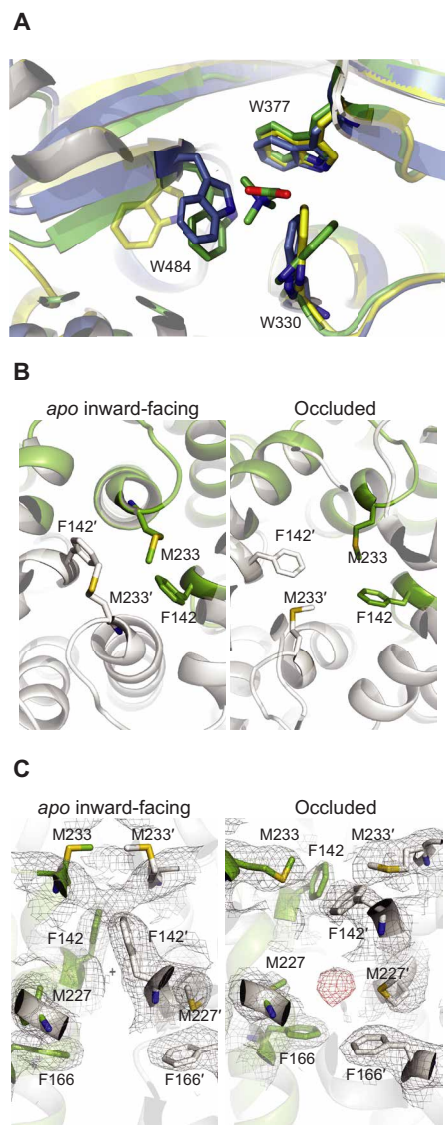 A
W377
W484
W330
B
apo inward-facing
Occluded
F142′
M233
M233′
F142
F142′
M233
M233′
F142
C
apo inward-facing
Occluded
M233
M233′
F142
F142′
M227
M227′
F166
F166′
M233
M233′
F142
F142′
M227
M227′
F166
F166′